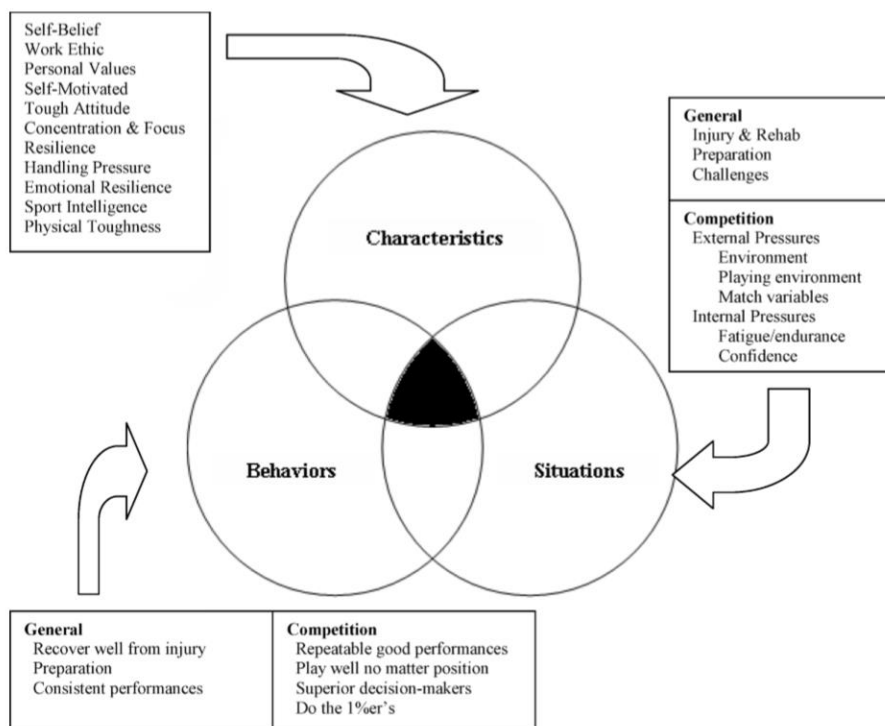 Self-Belief
Work Ethic
Personal Values
Self-Motivated
Tough Attitude
Concentration & Focus
Resilience
Handling Pressure
Emotional Resilience
Sport Intelligence
Physical Toughness
General
Injury & Rehab
Preparation
Challenges
Competition
External Pressures
Environment
Playing environment
Match variables
Internal Pressures
Fatigue/endurance
Confidence
Characteristics
Behaviors
Situations
General
Recover well from injury
Preparation
Consistent performances
Competition
Repeatable good performances
Play well no matter position
Superior decision-makers
Do the 1%er's